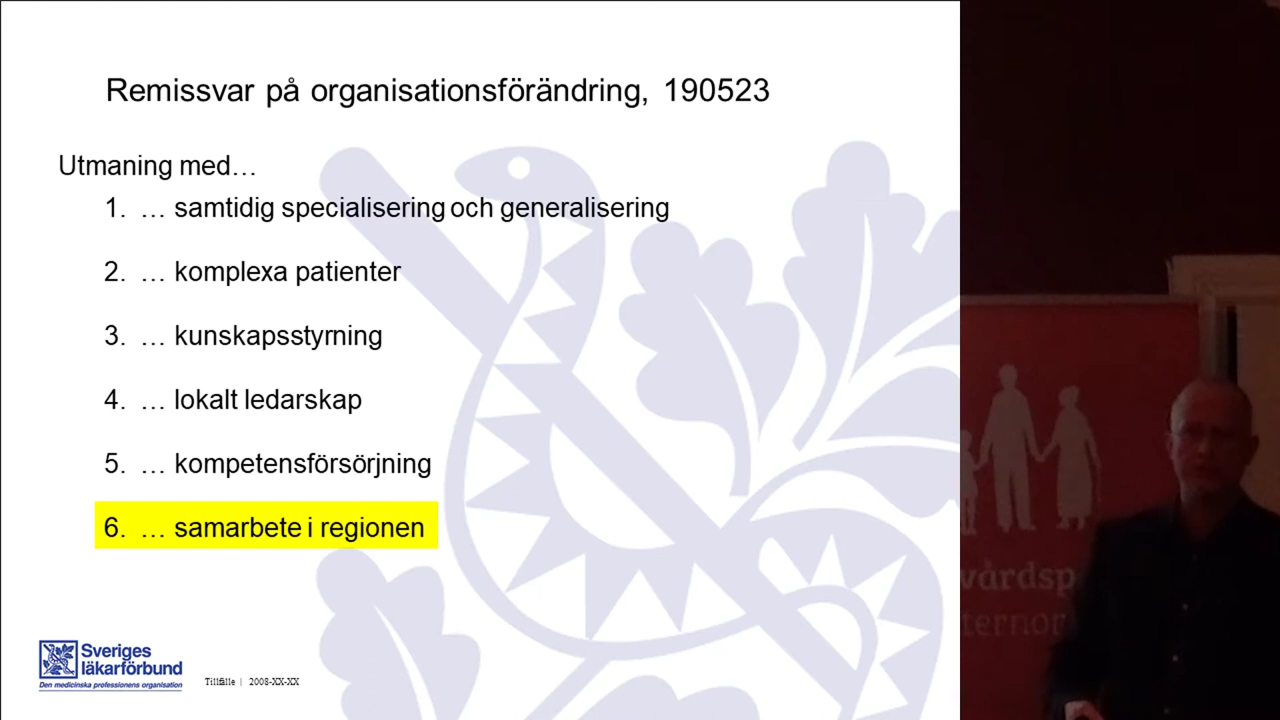 Remissvar på organisationsförändring, 190523
Utmaning med…
1. … samtidig specialisering och generalisering
2. … komplexa patienter
3. … kunskapsstyrning
4. … lokalt ledarskap
5. … kompetensförsörjning
6. … samarbete i regionen
Sveriges
läkarförbund
Den medicinska professionens organisation
Tillfälle | 2008-XX-XX
vårdsp
ternor